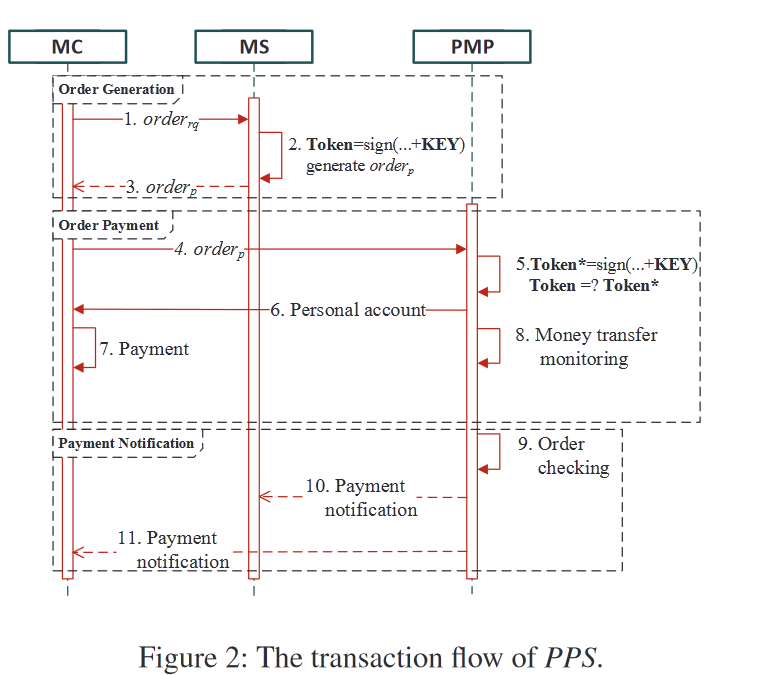 MC
MS
PMP
Order Generation
1. order_rq
2. Token=sign(...+KEY)
generate order_p
3. order_p
Order Payment
4. order_p
5.Token*=sign(...+KEY)
Token =? Token*
6. Personal account
7. Payment
8. Money transfer
monitoring
Payment Notification
9. Order
checking
10. Payment
notification
11. Payment
notification
Figure 2: The transaction flow of PPS.